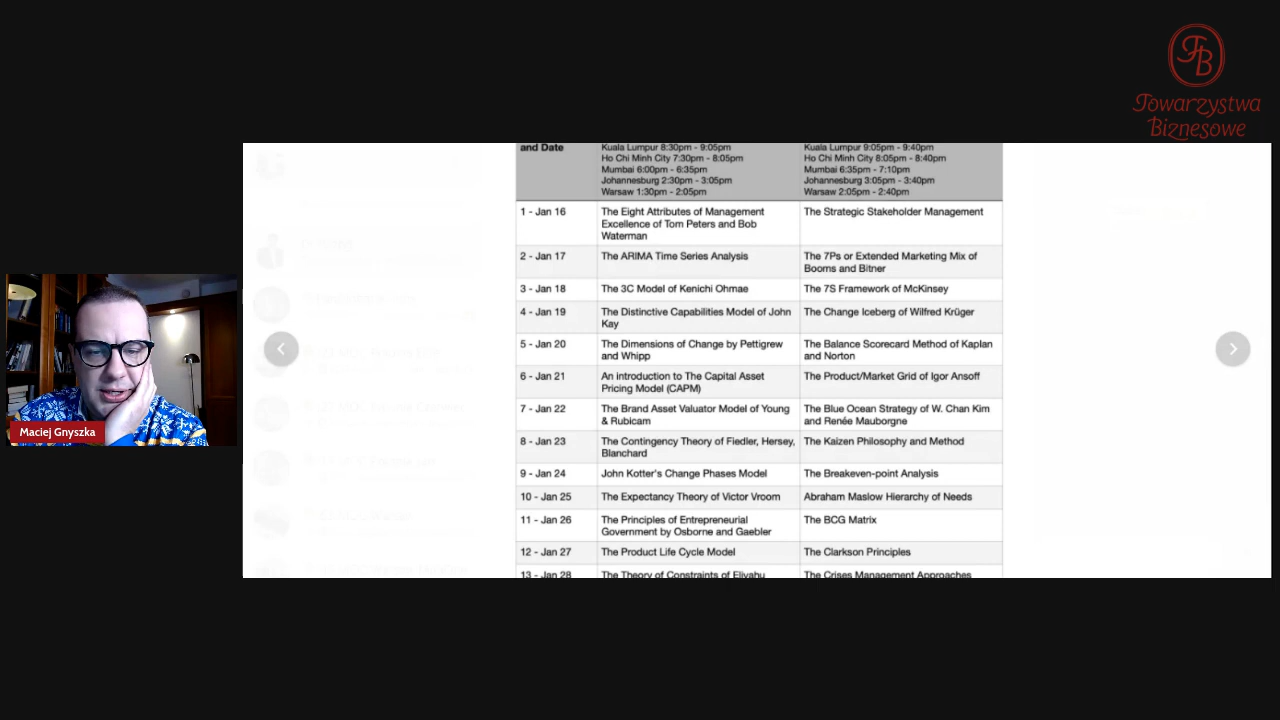 Towarzystwa
Biznesowe
and Date
Kuala Lumpur 8:30pm - 9:05pm
Ho Chi Minh City 7:30pm - 8:05pm
Mumbai 6:00pm - 6:35pm
Johannesburg 2:30pm - 3:05pm
Warsaw 1:30pm - 2:05pm
Kuala Lumpur 9:05pm - 9:40pm
Ho Chi Minh City 8:05pm - 8:40pm
Mumbai 6:35pm - 7:10pm
Johannesburg 3:05pm - 3:40pm
Warsaw 2:05pm - 2:40pm
1 - Jan 16
The Eight Attributes of Management
Excellence of Tom Peters and Bob
Waterman
The Strategic Stakeholder Management
2 - Jan 17
The ARIMA Time Series Analysis
The 7Ps or Extended Marketing Mix of
Booms and Bitner
3 - Jan 18
The 3C Model of Kenichi Ohmae
The 7S Framework of McKinsey
4 - Jan 19
The Distinctive Capabilities Model of John
Kay
The Change Iceberg of Wilfred Krüger
5 - Jan 20
The Dimensions of Change by Pettigrew
and Whipp
The Balance Scorecard Method of Kaplan
and Norton
6 - Jan 21
An introduction to The Capital Asset
Pricing Model (CAPM)
The Product/Market Grid of Igor Ansoff
7 - Jan 22
The Brand Asset Valuator Model of Young
& Rubicam
The Blue Ocean Strategy of W. Chan Kim
and Renée Mauborgne
8 - Jan 23
The Contingency Theory of Fiedler, Hersey,
Blanchard
The Kaizen Philosophy and Method
9 - Jan 24
John Kotter's Change Phases Model
The Breakeven-point Analysis
10 - Jan 25
The Expectancy Theory of Victor Vroom
Abraham Maslow Hierarchy of Needs
11 - Jan 26
The Principles of Entrepreneurial
Government by Osborne and Gaebler
The BCG Matrix
12 - Jan 27
The Product Life Cycle Model
The Clarkson Principles
13 - Jan 28
The Theory of Constraints of Eliyahu
The Crises Management Approaches
Maciej Gnyszka